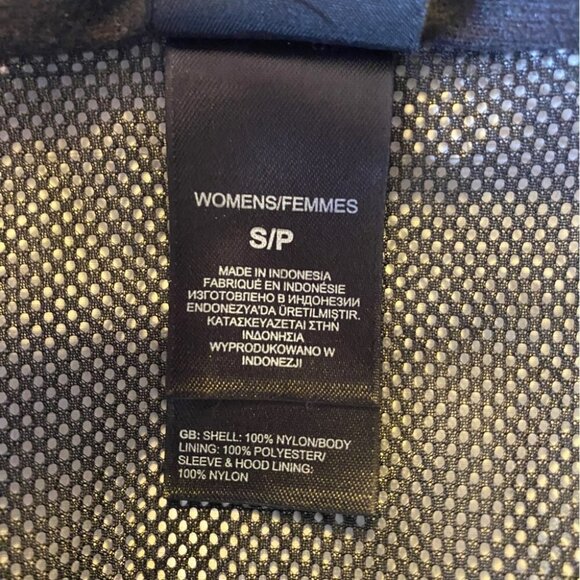 WOMENS/FEMMES
S/P
MADE IN INDONESIA
FABRIQUÉ EN INDONÉSIE
ИЗГОТОВЛЕНО В ИНДОНЕЗИИ
ENDONEZYA'DA ÜRETILMIŞTIR.
ΚΑΤΑΣΚΕΥΑΖΕΤΑΙ ΣΤΗΝ
ΙΝΔΟΝΗΣΙΑ
WYPRODUKOWANO W
INDONEZJI
GB: SHELL: 100% NYLON/BODY
LINING: 100% POLYESTER/
SLEEVE & HOOD LINING:
100% NYLON